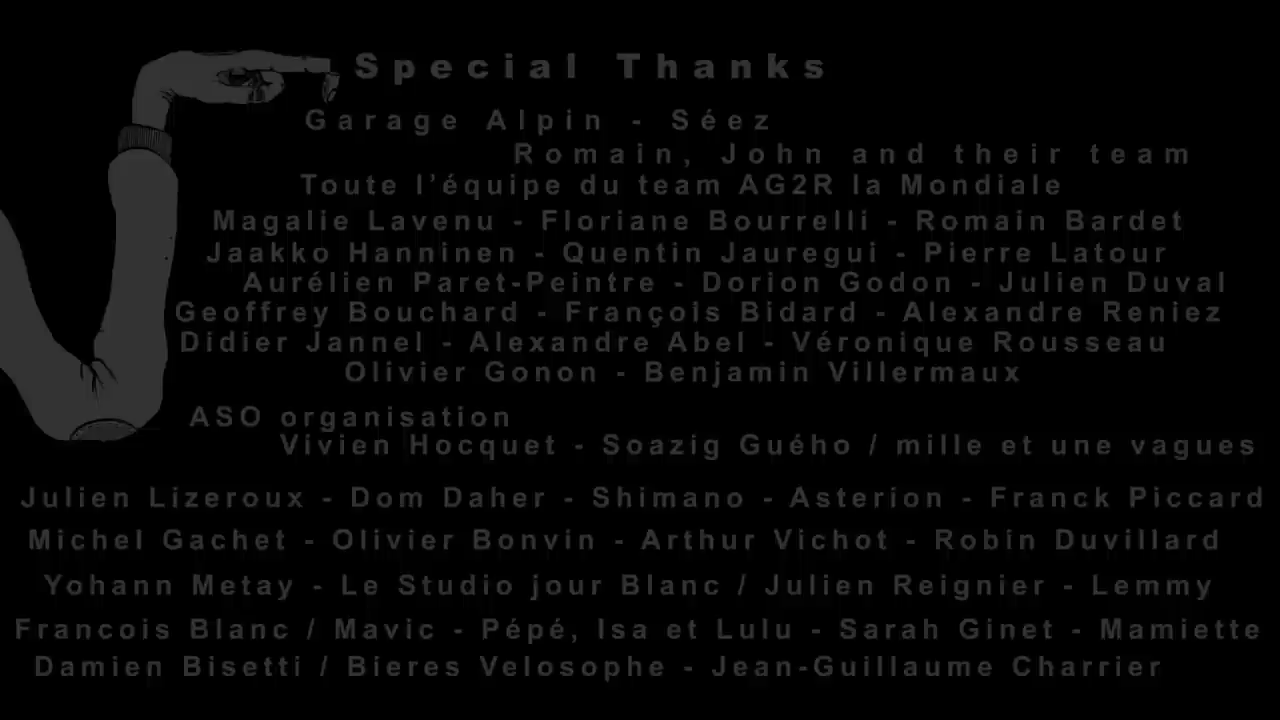 Special Thanks
Garage Alpin - Séez
Romain, John and their team
Toute l'équipe du team AG2R la Mondiale
Magalie Lavenu - Floriane Bourrelli - Romain Bardet
Jaakko Hanninen - Quentin Jauregui - Pierre Latour
Aurélien Paret-Peintre - Dorion Godon - Julien Duval
Geoffrey Bouchard - François Bidard - Alexandre Reniez
Didier Jannel - Alexandre Abel - Véronique Rousseau
Olivier Gonon - Benjamin Villermaux
ASO organisation
Vivien Hocquet - Soazig Guého / mille et une vagues
Julien Lizeroux - Dom Daher - Shimano - Asterion - Franck Piccard
Michel Gachet - Olivier Bonvin - Arthur Vichot - Robin Duvillard
Yohann Metay - Le Studio jour Blanc / Julien Reignier - Lemmy
Francois Blanc / Mavic - Pépé, Isa et Lulu - Sarah Ginet - Mamiette
Damien Bisetti / Bieres Velosophe - Jean-Guillaume Charrier